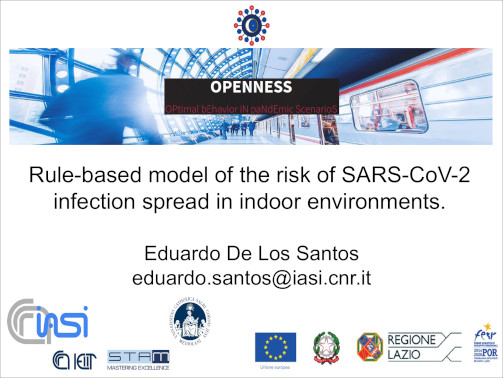 OPENNESS
OPtimal bEhavior iN paNdEmic ScenarioS
Rule-based model of the risk of SARS-CoV-2
infection spread in indoor environments.
Eduardo De Los Santos
eduardo.santos@iasi.cnr.it
iasi
STAM
MASTERING EXCELLENCE
Unione europea
REGIONE
LAZIO
POR